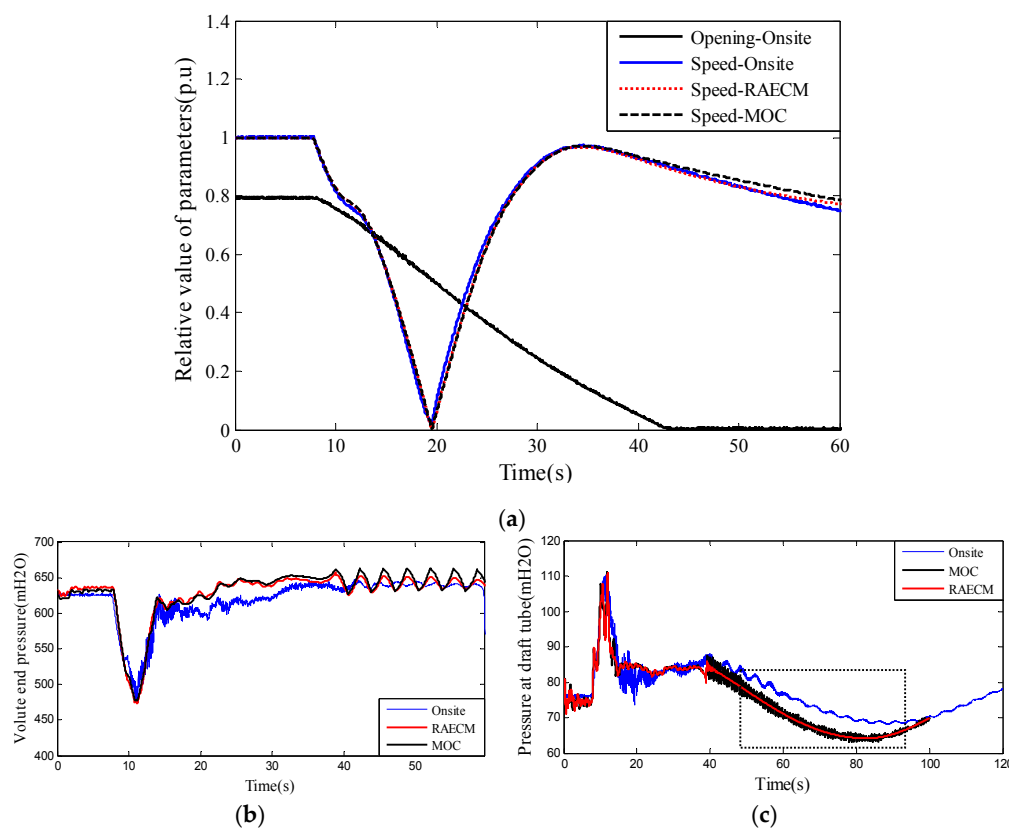 1.4
1.2
1
0.8
0.6
0.4
0.2
0
Relative value of parameters(p.u)
Opening-Onsite
Speed-Onsite
Speed-RAECM
Speed-MOC
0 10 20 30 40 50 60
Time(s)
(a)
700
650
600
550
500
450
400
Volute end pressure(mH2O)
Onsite
RAECM
MOC
0 10 20 30 40 50
Time(s)
(b)
120
110
100
90
80
70
60
Pressure at draft tube(mH2O)
Onsite
MOC
RAECM
0 20 40 60 80 100 120
Time(s)
(c)